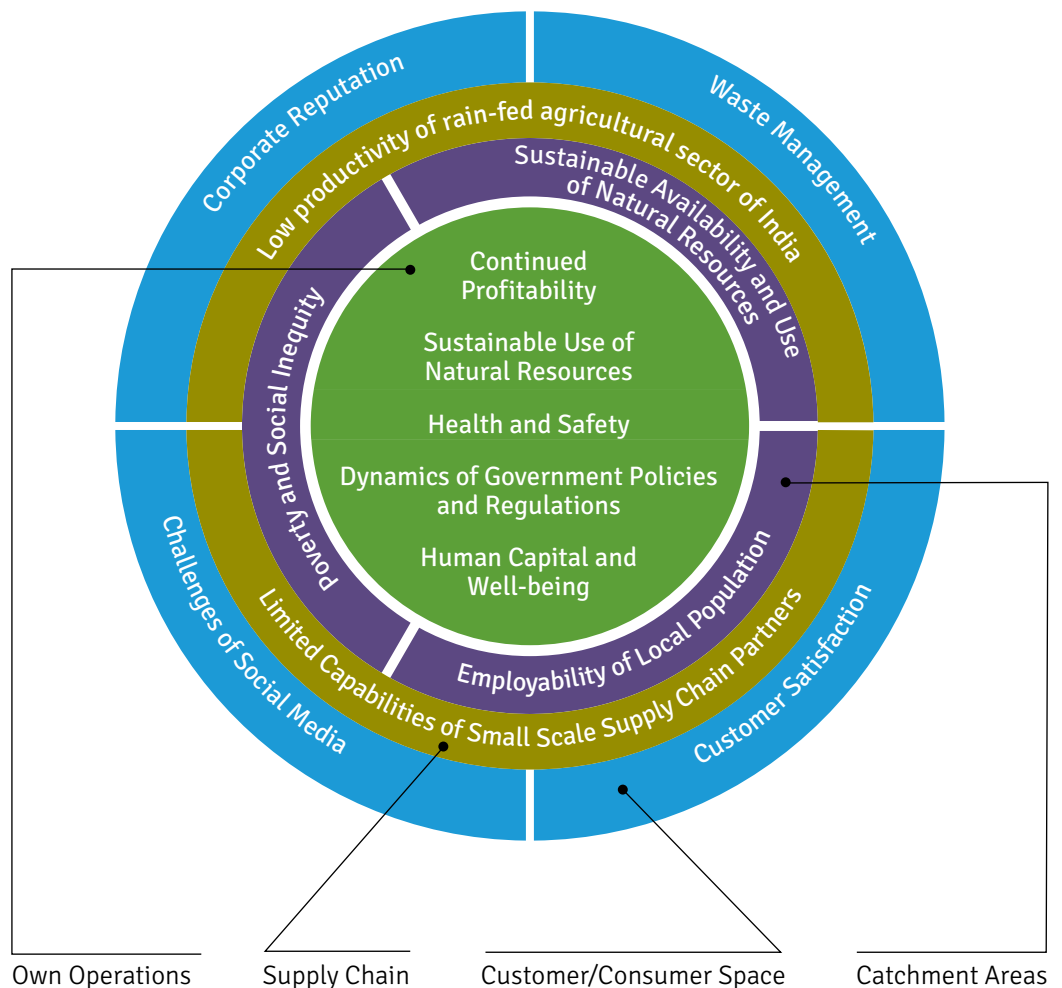 Corporate Reputation
Waste Management
Low productivity of rain-fed agricultural sector of India
Sustainable Availability and Use
of Natural Resources
Poverty and Social Inequity
Continued
Profitability
Sustainable Use of
Natural Resources
Health and Safety
Dynamics of Government Policies
and Regulations
Human Capital and
Well-being
Employability of Local Population
Limited Capabilities of Small Scale Supply Chain Partners
Challenges of Social Media
Customer Satisfaction
Own Operations
Supply Chain
Customer/Consumer Space
Catchment Areas